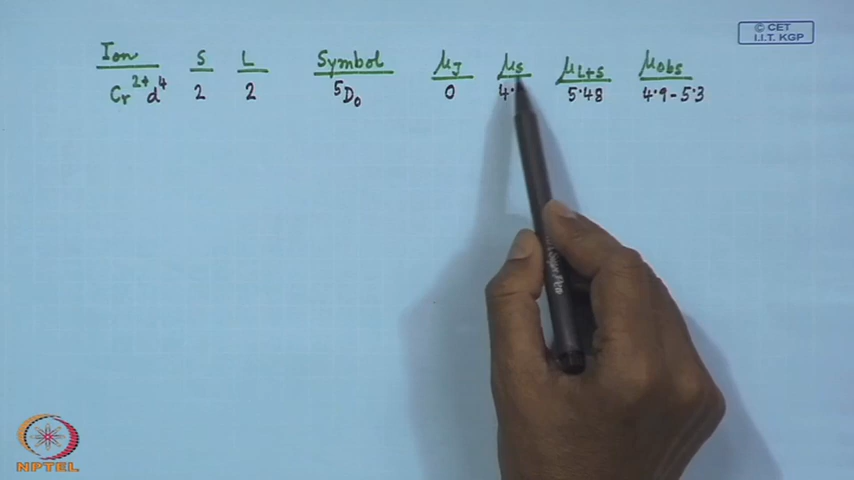 © CET
I.I.T. KGP
Ion S L Symbol μJ μS μL+S μobs
Cr²⁺ d⁴ 2 2 ⁵D₀ 0 4. 5.48 4.9-5.3
NPTEL